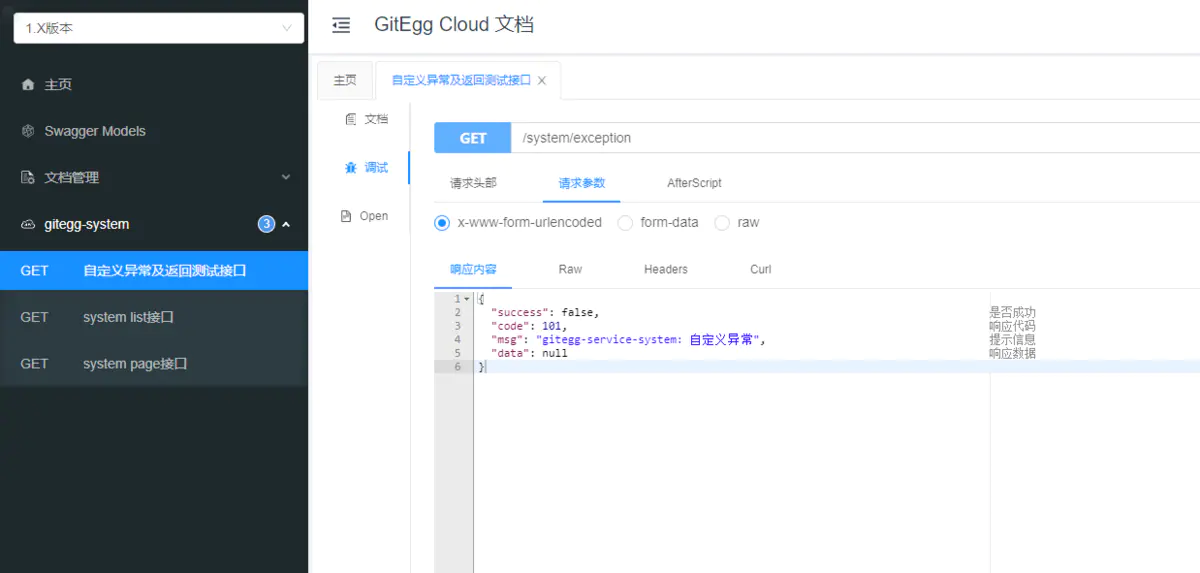 1.X版本
主页
Swagger Models
文档管理
gitegg-system 3
GET 自定义异常及返回测试接口
GET system list接口
GET system page接口
GitEgg Cloud 文档
主页 自定义异常及返回测试接口
文档
调试
Open
GET /system/exception
请求头部 请求参数 AfterScript
x-www-form-urlencoded form-data raw
响应内容 Raw Headers Curl
1 {
2 "success": false, 是否成功
3 "code": 101, 响应代码
4 "msg": "gitegg-service-system: 自定义异常", 提示信息
5 "data": null 响应数据
6 }